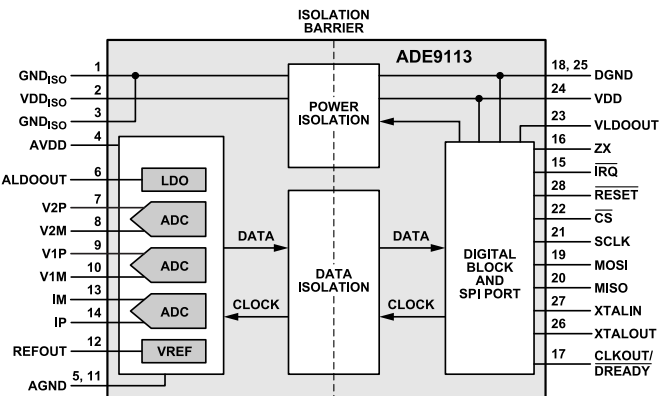 ISOLATION
BARRIER
ADE9113
1
GNDISO
2
VDDISO
3
GNDISO
4
AVDD
6
ALDOOUT
7
V2P
8
V2M
9
V1P
10
V1M
13
IM
14
IP
12
REFOUT
5, 11
AGND
LDO
ADC
ADC
ADC
VREF
DATA
CLOCK
POWER
ISOLATION
DATA
ISOLATION
DATA
CLOCK
DIGITAL
BLOCK
AND
SPI PORT
18, 25
DGND
24
VDD
23
VLDOOUT
16
ZX
15
IRQ
28
RESET
22
CS
21
SCLK
19
MOSI
20
MISO
27
XTALIN
26
XTALOUT
17
CLKOUT/
DREADY